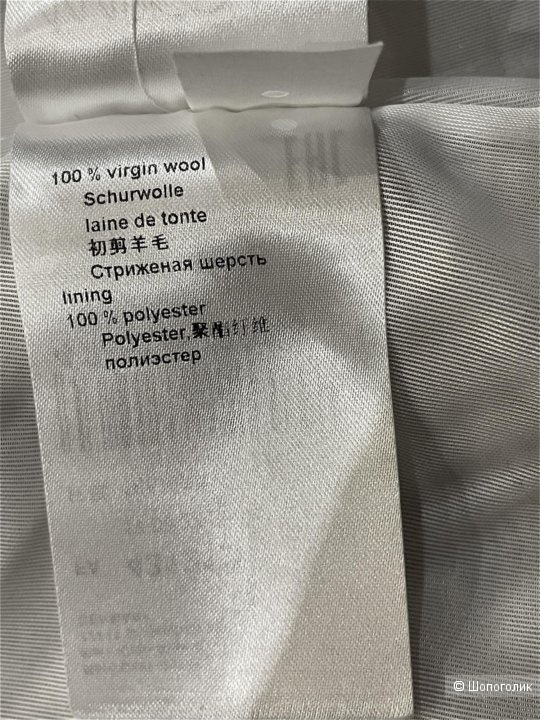 100 % virgin wool
Schurwolle
laine de tonte
初剪羊毛
Стриженая шерсть
lining
100 % polyester
Polyester,聚酯纤维
полиэстер
© Шопоголик